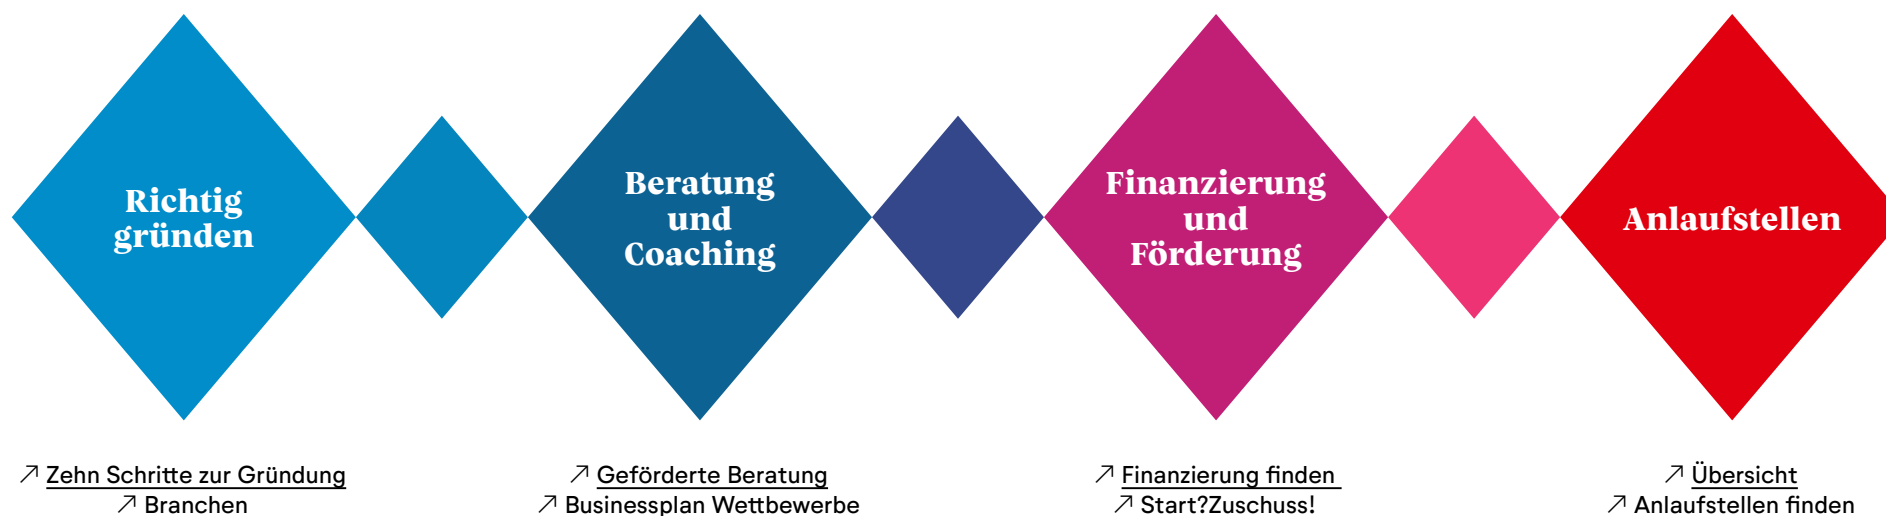 Richtig
gründen
Beratung
und
Coaching
Finanzierung
und
Förderung
Anlaufstellen
↗ Zehn Schritte zur Gründung
↗ Branchen
↗ Geförderte Beratung
↗ Businessplan Wettbewerbe
↗ Finanzierung finden
↗ Start?Zuschuss!
↗ Übersicht
↗ Anlaufstellen finden